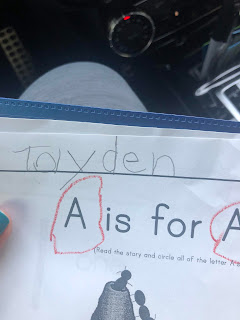 Tayden
A is for A
(Read the story and circle all of the letter A